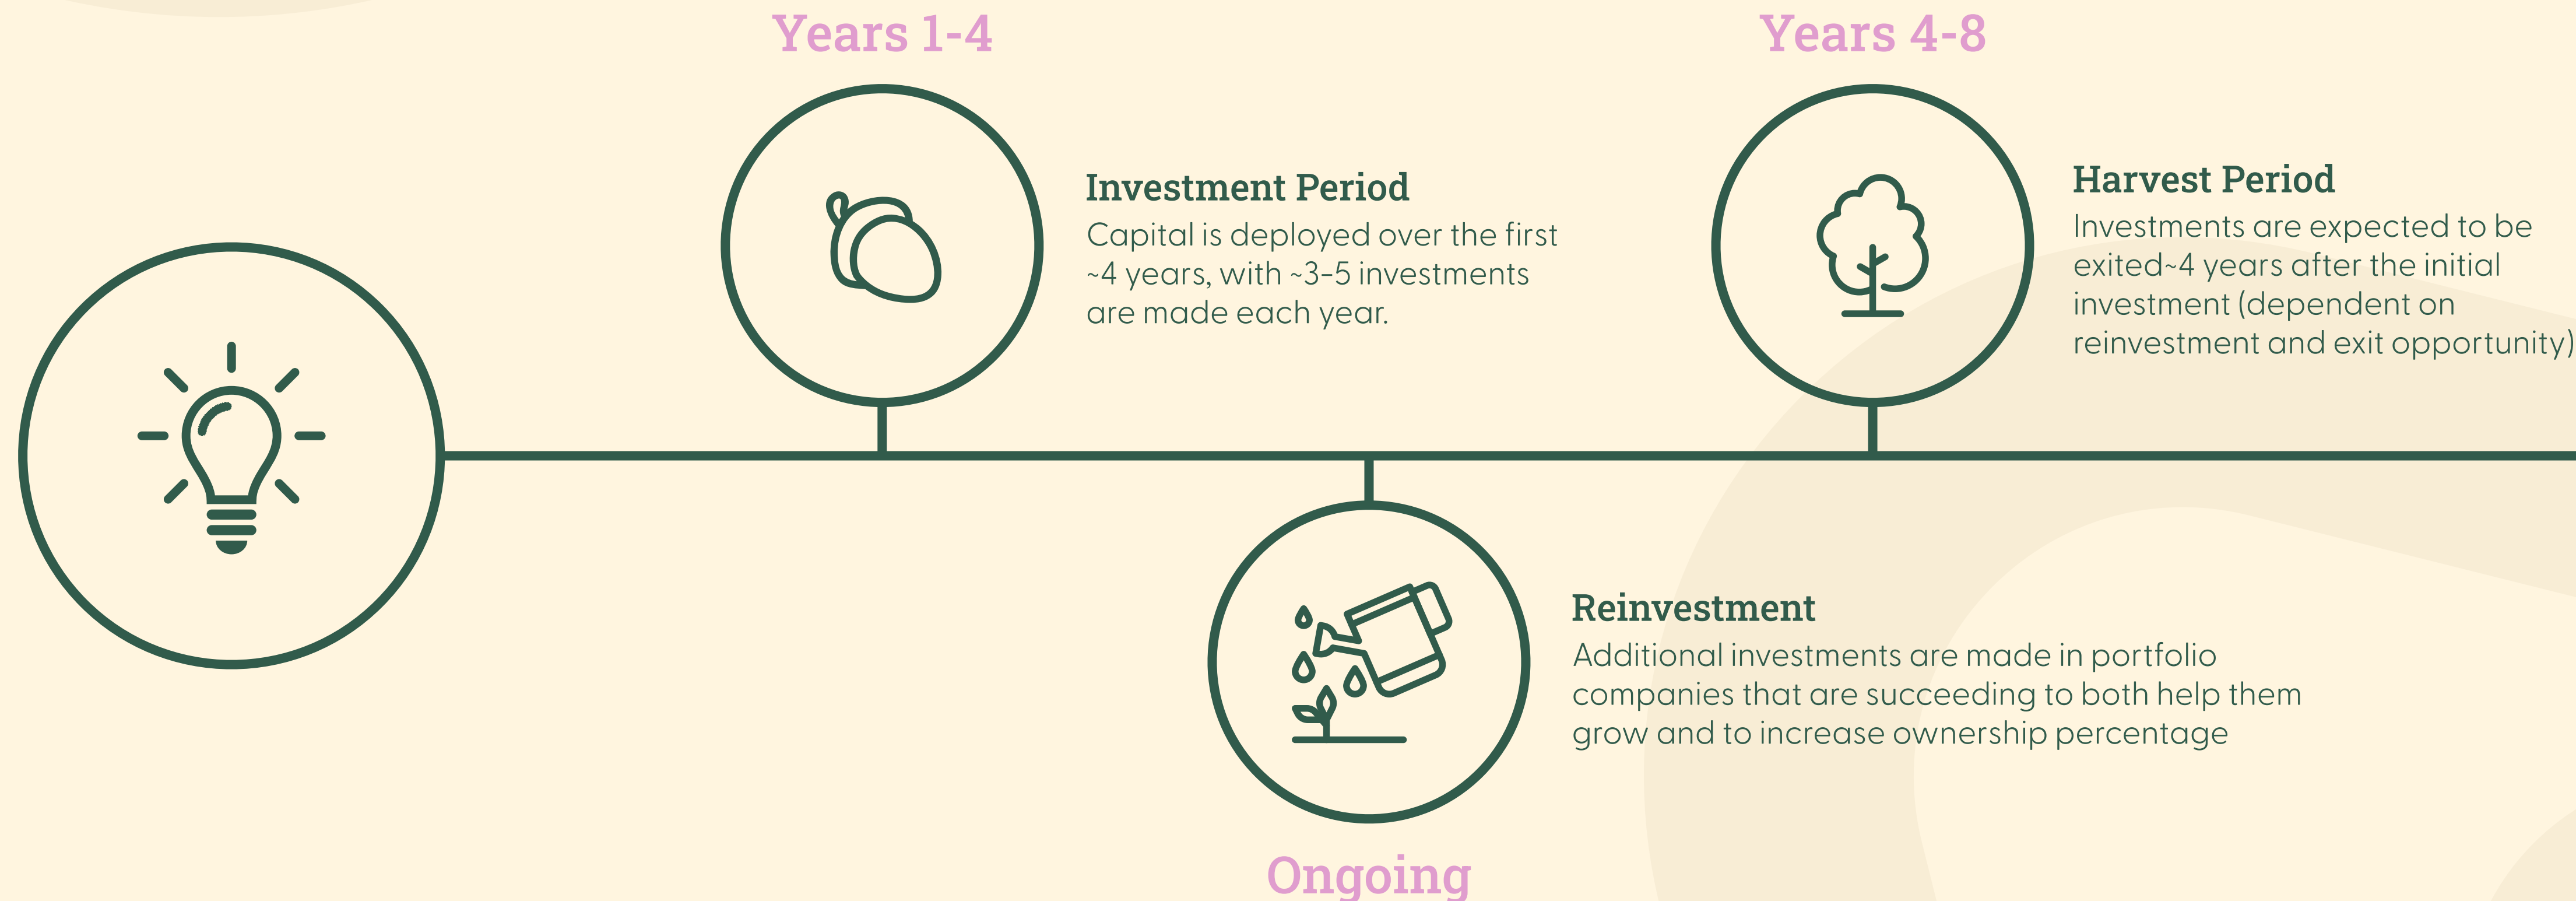 Years 1-4
Investment Period
Capital is deployed over the first
~4 years, with ~3-5 investments
are made each year.
Years 4-8
Harvest Period
Investments are expected to be
exited~4 years after the initial
investment (dependent on
reinvestment and exit opportunity)
Reinvestment
Additional investments are made in portfolio
companies that are succeeding to both help them
grow and to increase ownership percentage
Ongoing